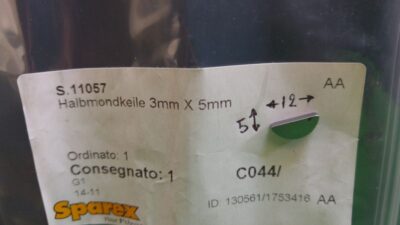 S.11057
AA
Halbmondkeile 3mm X 5mm
12
5
Ordinato: 1
Consegnato: 1
C044/
G1
14-11
ID: 130561/1753416 AA
Sparex